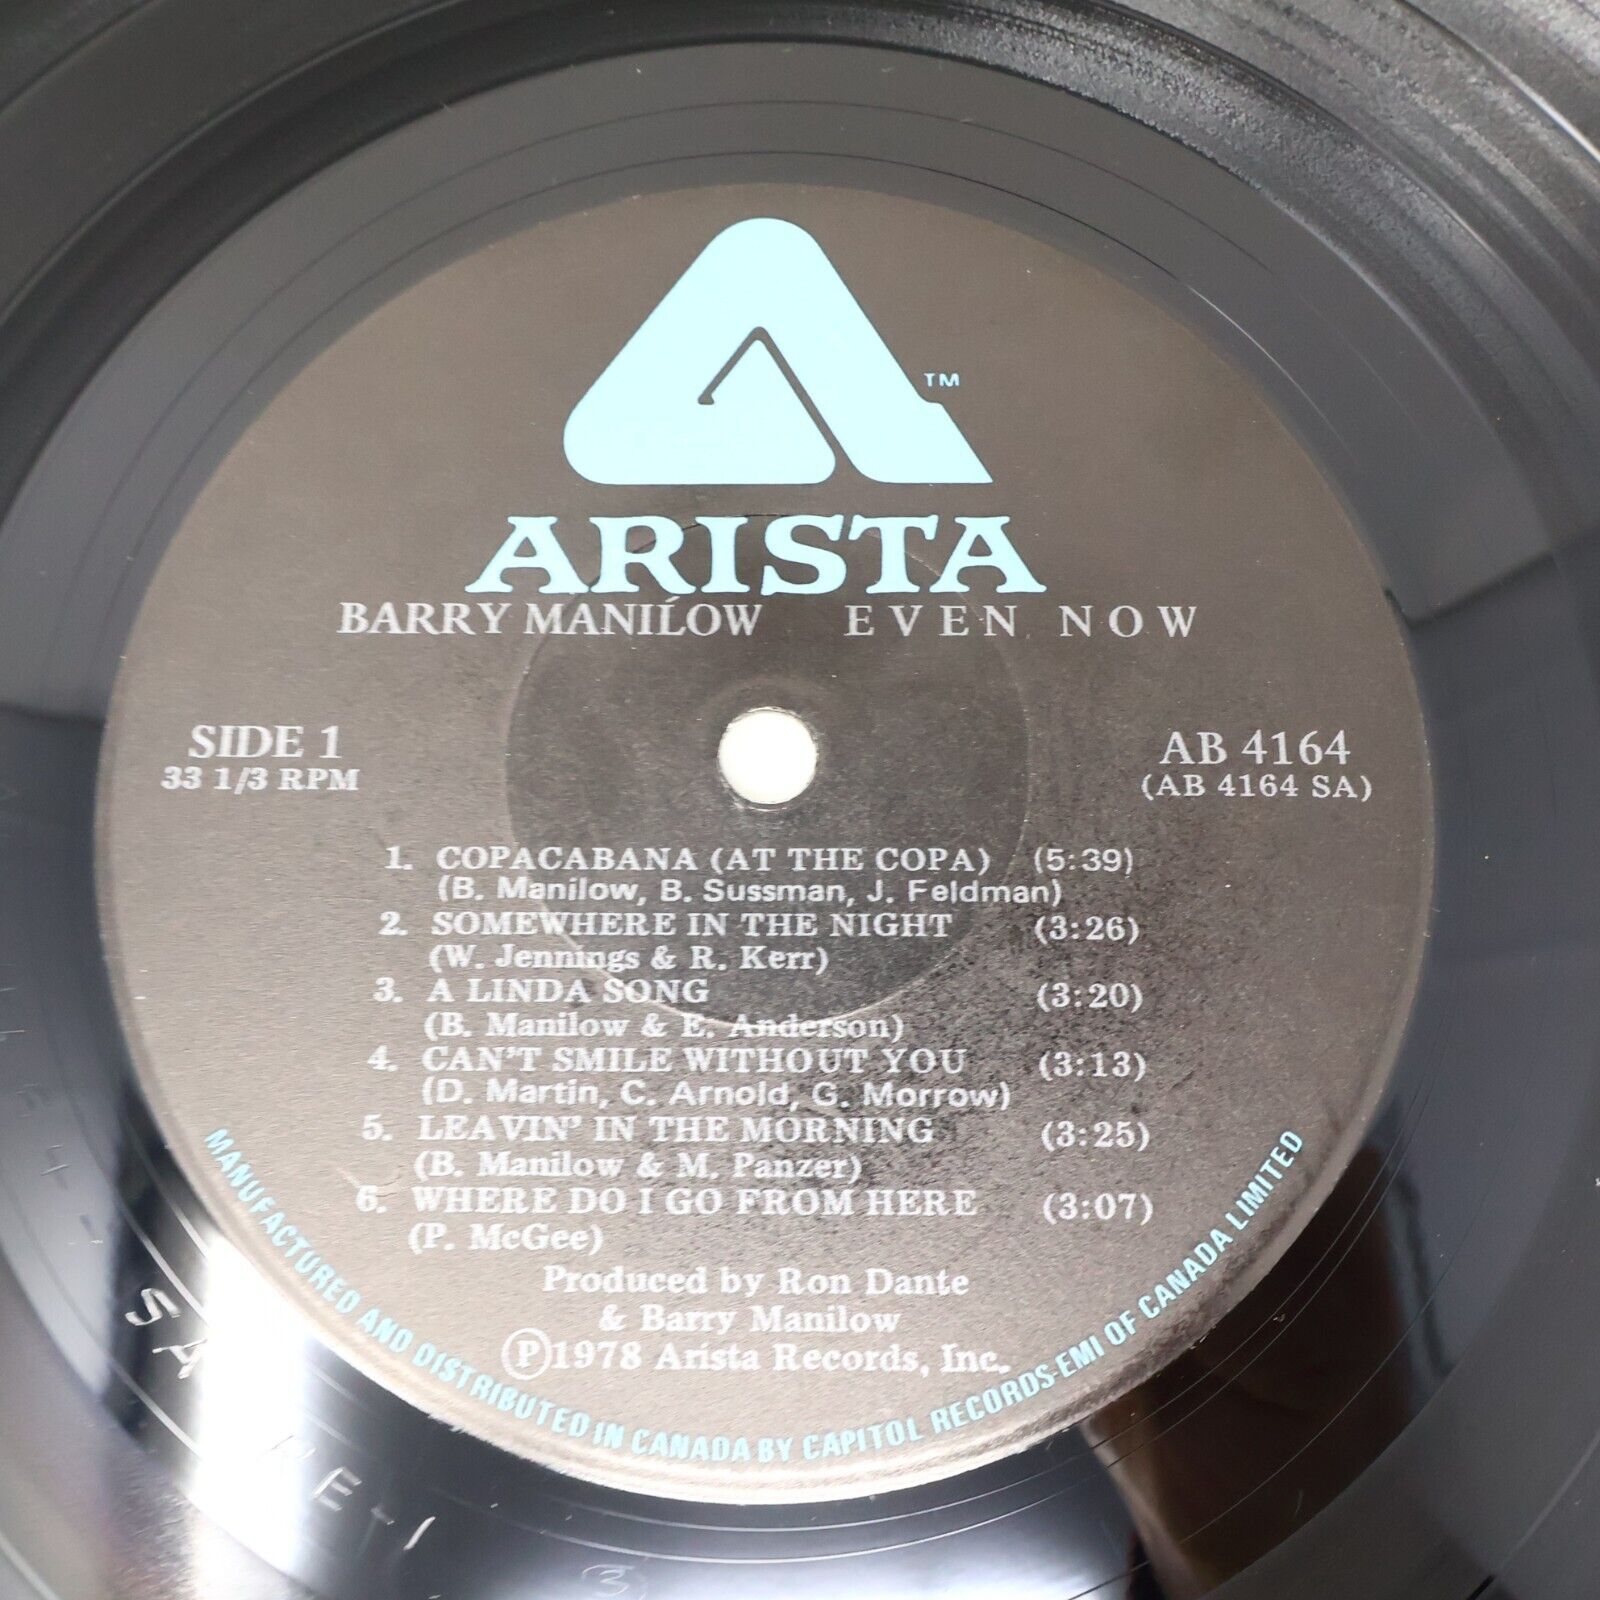 TM
ARISTA
BARRY MANILOW EVEN NOW
SIDE 1
33 1/3 RPM
AB 4164
(AB 4164 SA)
1. COPACABANA (AT THE COPA) (5:39)
(B. Manilow, B. Sussman, J. Feldman)
2. SOMEWHERE IN THE NIGHT (3:26)
(W. Jennings & R. Kerr)
3. A LINDA SONG (3:20)
(B. Manilow & E. Anderson)
4. CAN'T SMILE WITHOUT YOU (3:13)
(D. Martin, C. Arnold, G. Morrow)
5. LEAVIN' IN THE MORNING (3:25)
(B. Manilow & M. Panzer)
6. WHERE DO I GO FROM HERE (3:07)
(P. McGee)
Produced by Ron Dante
& Barry Manilow
Ⓟ1978 Arista Records, Inc.
MANUFACTURED AND DISTRIBUTED IN CANADA BY CAPITOL RECORDS-EMI OF CANADA LIMITED
SA